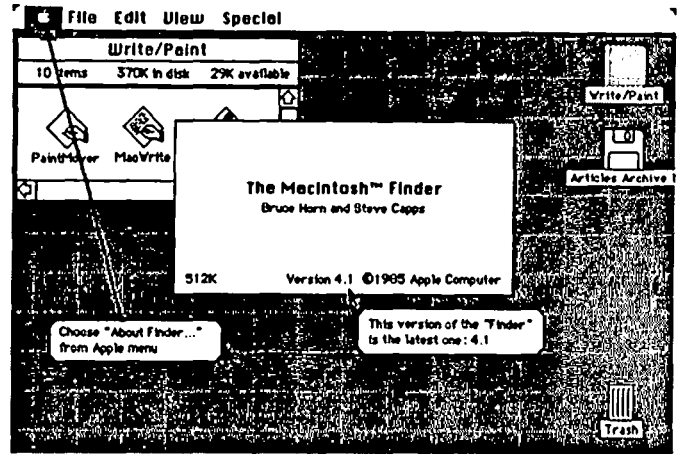 File Edit View Special
Write/Paint
10 items 370K in disk 29K available
PaintMover MacWrite
Write/Paint
Articles Archive
The Macintosh™ Finder
Bruce Horn and Steve Capps
512K Version 4.1 ©1985 Apple Computer
Choose "About Finder..."
from Apple menu
This version of the "Finder"
is the latest one: 4.1
Trash